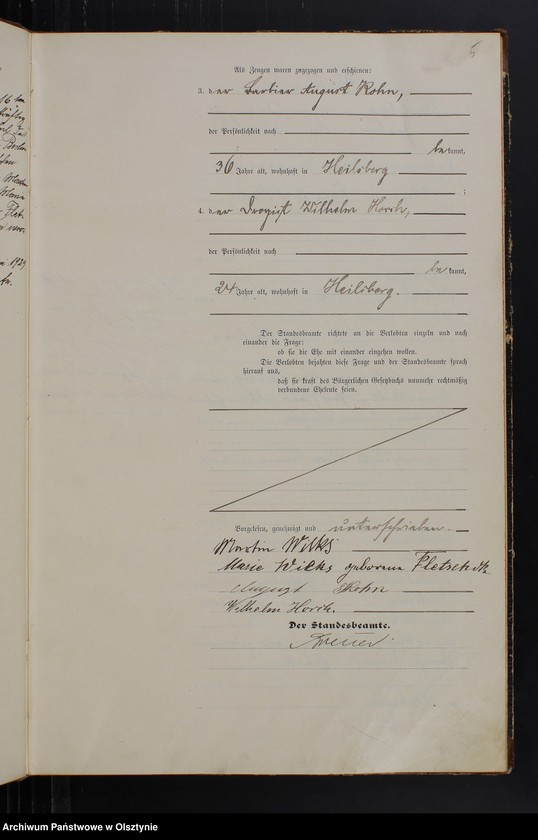 5
Als Zeugen waren zugezogen und erschienen:
3. der Barbier August Rohn,
der Persönlichkeit nach
bekannt,
36 Jahre alt, wohnhaft in Heilsberg
;
4. der Drogist Wilhelm Horch,
der Persönlichkeit nach
bekannt,
24 Jahre alt, wohnhaft in Heilsberg.
Der Standesbeamte richtete an die Verlobten einzeln und nach
einander die Frage:
ob sie die Ehe mit einander eingehen wollen.
Die Verlobten bejahten diese Frage und der Standesbeamte sprach
hierauf aus,
daß sie kraft des Bürgerlichen Gesetzbuchs nunmehr rechtmäßig
verbundene Eheleute seien.
Vorgelesen, genehmigt und unterschrieben.
Martin Wilks
Marie Wilks geborene
August Rohn
Wilhelm Horch.
Der Standesbeamte.
Archiwum Państwowe w Olsztynie